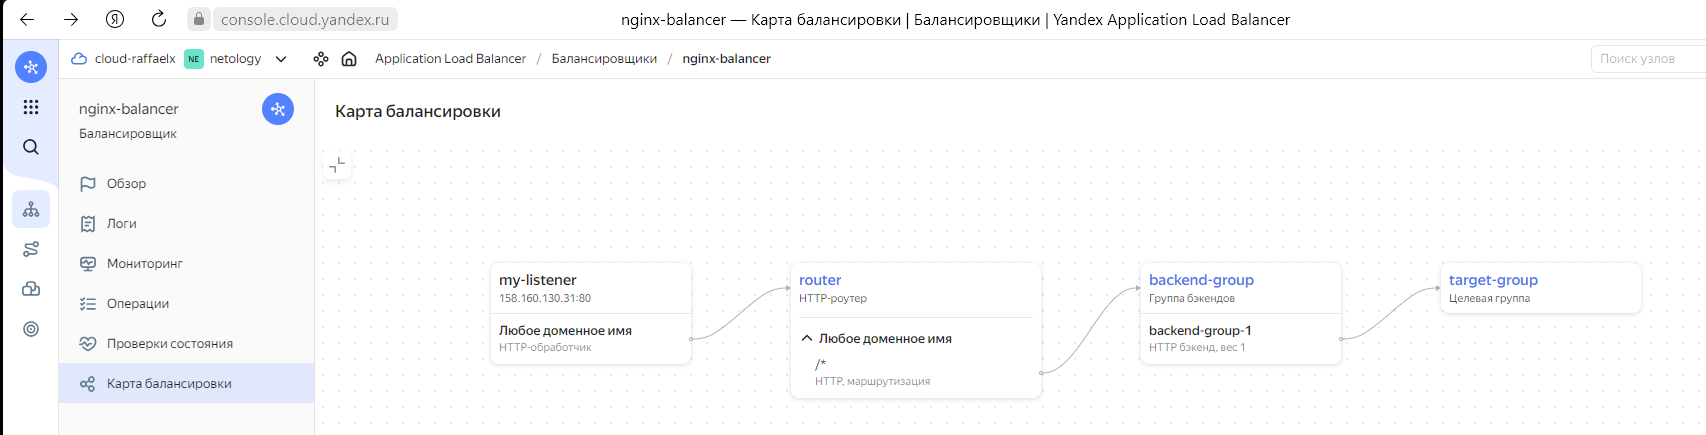 console.cloud.yandex.ru
nginx-balancer — Карта балансировки | Балансировщики | Yandex Application Load Balancer
cloud-raffaelx NE netology Application Load Balancer / Балансировщики / nginx-balancer
Поиск узлов
nginx-balancer
Балансировщик
Обзор
Логи
Мониторинг
Операции
Проверки состояния
Карта балансировки
Карта балансировки
my-listener
158.160.130.31:80
Любое доменное имя
HTTP-обработчик
router
HTTP-роутер
Любое доменное имя
/*
HTTP, маршрутизация
backend-group
Группа бэкендов
backend-group-1
HTTP бэкенд, вес 1
target-group
Целевая группа